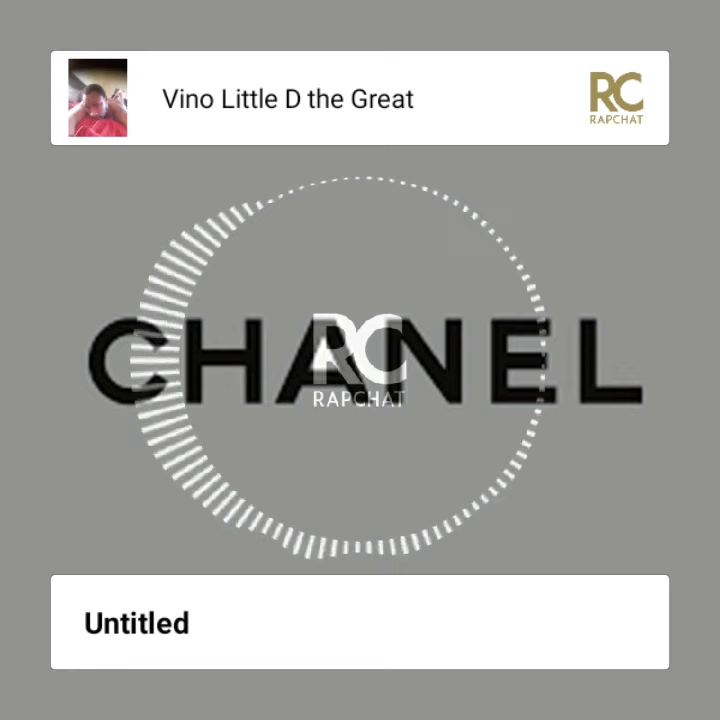 Vino Little D the Great
RC
RAPCHAT
CHANEL
RC
RAPCHAT
Untitled